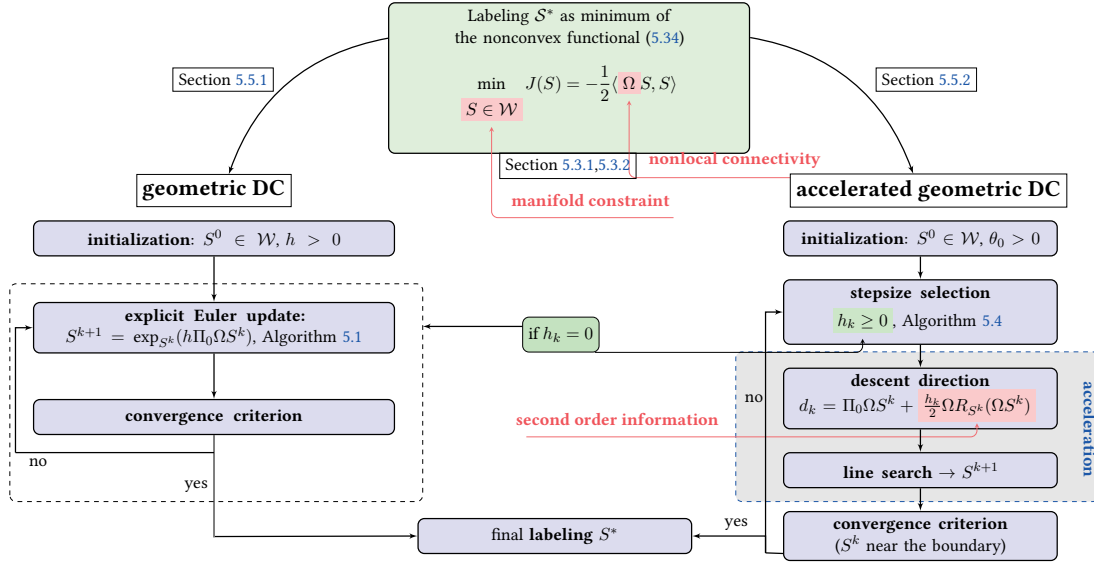 Labeling 𝒮* as minimum of
the nonconvex functional (5.34)
min J(S) = −1/2⟨ Ω S, S⟩
S ∈ 𝒲
Section 5.5.1
Section 5.5.2
Section 5.3.1,5.3.2
nonlocal connectivity
manifold constraint
geometric DC
accelerated geometric DC
initialization: S⁰ ∈ 𝒲, h > 0
explicit Euler update:
Sᵏ⁺¹ = exp_{Sᵏ}(hΠ₀ΩSᵏ), Algorithm 5.1
convergence criterion
no
yes
if hₖ = 0
initialization: S⁰ ∈ 𝒲, θ₀ > 0
stepsize selection
hₖ ≥ 0 , Algorithm 5.4
descent direction
dₖ = Π₀ΩSᵏ + hₖ/2 ΩR_{Sᵏ}(ΩSᵏ)
second order information
no
acceleration
line search → Sᵏ⁺¹
convergence criterion
(Sᵏ near the boundary)
yes
final labeling S*